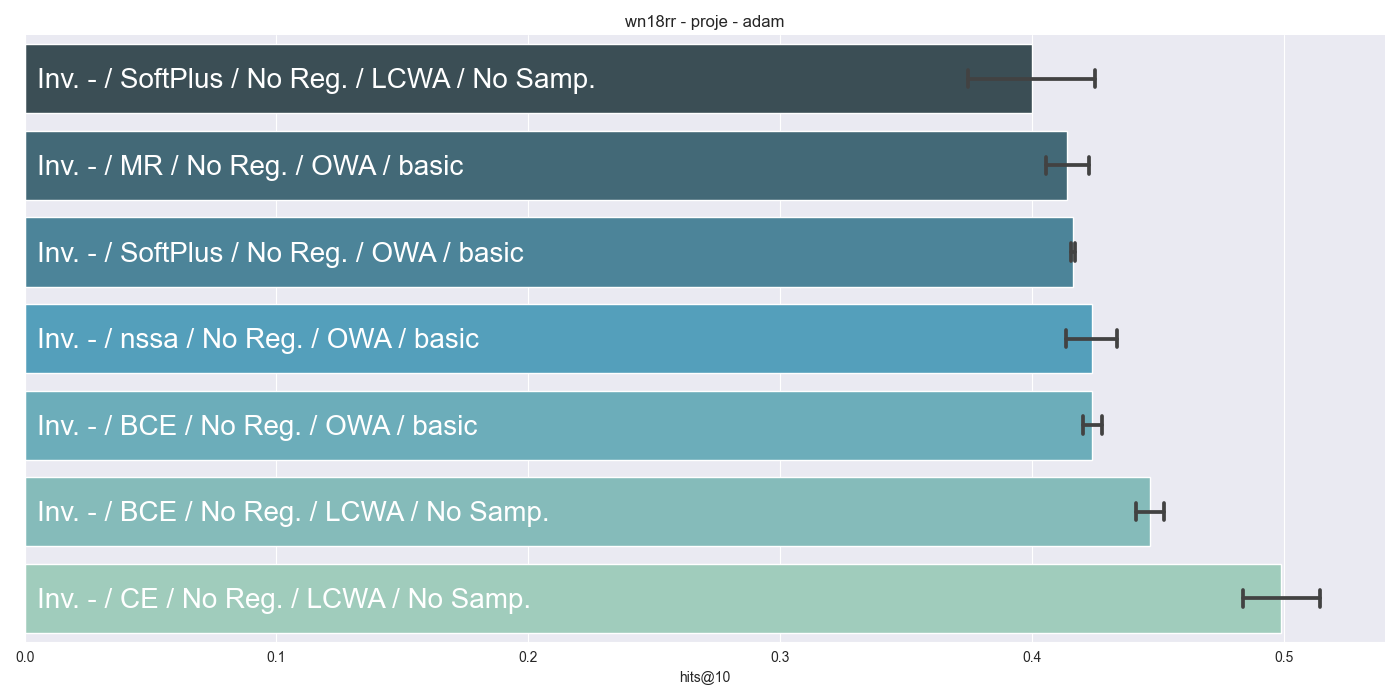 wn18rr - proje - adam
Inv. - / SoftPlus / No Reg. / LCWA / No Samp.
Inv. - / MR / No Reg. / OWA / basic
Inv. - / SoftPlus / No Reg. / OWA / basic
Inv. - / nssa / No Reg. / OWA / basic
Inv. - / BCE / No Reg. / OWA / basic
Inv. - / BCE / No Reg. / LCWA / No Samp.
Inv. - / CE / No Reg. / LCWA / No Samp.
0.0 0.1 0.2 0.3 0.4 0.5
hits@10